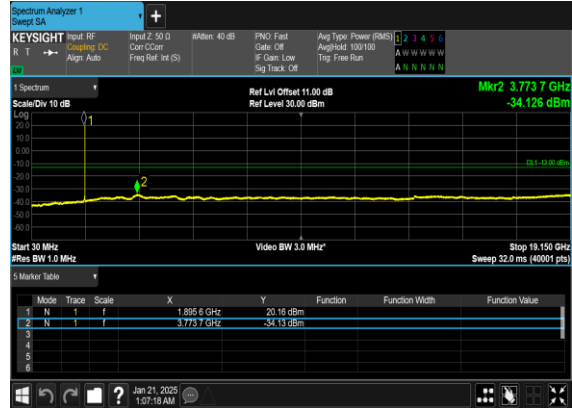 Spectrum Analyzer 1
Swept SA
+
KEYSIGHT Input: RF Input Z: 50 Ω #Atten: 40 dB PNO: Fast Avg Type: Power (RMS) 1 2 3 4 5 6
R T Coupling: DC Corr CCorr Gate: Off Avg|Hold: 100/100 A W W W W W
Align: Auto Freq Ref: Int (S) IF Gain: Low Trig: Free Run
Sig Track: Off A N N N N N
1 Spectrum Ref Lvl Offset 11.00 dB Mkr2 3.773 7 GHz
Scale/Div 10 dB Ref Level 30.00 dBm -34.126 dBm
Log
20.0
10.0
0.00
-10.0
-20.0
-30.0
-40.0
-50.0
-60.0
1
2
DL1 -13.00 dBm
Start 30 MHz Video BW 3.0 MHz* Stop 19.150 GHz
#Res BW 1.0 MHz Sweep 32.0 ms (40001 pts)
5 Marker Table
Mode Trace Scale X Y Function Function Width Function Value
1 N 1 f 1.895 6 GHz 20.16 dBm
2 N 1 f 3.773 7 GHz -34.13 dBm
3
4
5
6
? Jan 21, 2025
1:07:18 AM